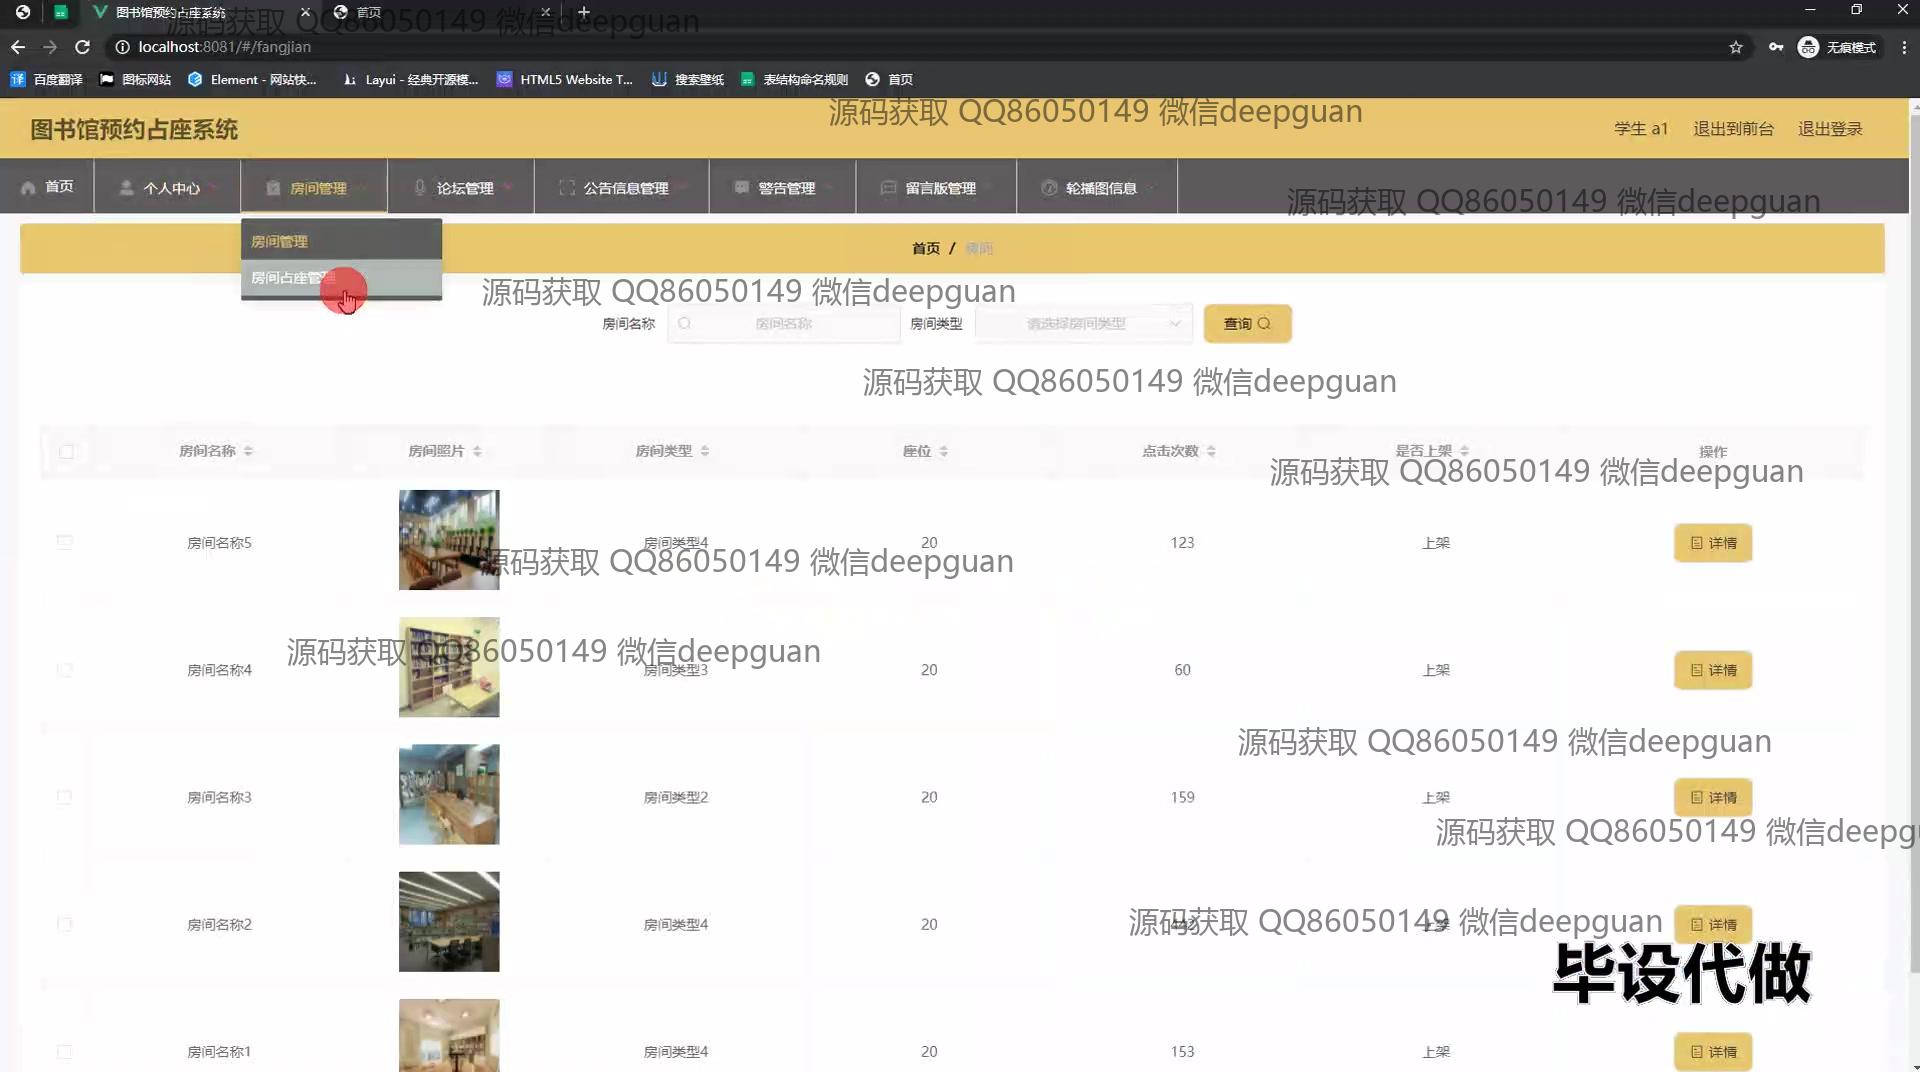 图书馆预约占座系统
首页
源码获取 QQ86050149 微信deepguan
localhost:8081/#/fangjian
无痕模式
百度翻译
图标网站
Element - 网站快...
Layui - 经典开源模...
HTML5 Website T...
搜索壁纸
表结构命名规则
首页
源码获取 QQ86050149 微信deepguan
图书馆预约占座系统
学生 a1
退出到前台
退出登录
首页
个人中心
房间管理
论坛管理
公告信息管理
警告管理
留言版管理
轮播图信息
源码获取 QQ86050149 微信deepguan
房间管理
房间占座管理
首页 / 房间
源码获取 QQ86050149 微信deepguan
房间名称
房间名称
房间类型
请选择房间类型
查询
源码获取 QQ86050149 微信deepguan
房间名称
房间照片
房间类型
座位
点击次数
是否上架
操作
源码获取 QQ86050149 微信deepguan
房间名称5
房间类型4
20
123
上架
详情
源码获取 QQ86050149 微信deepguan
源码获取 QQ86050149 微信deepguan
房间名称4
房间类型3
20
60
上架
详情
源码获取 QQ86050149 微信deepguan
房间名称3
房间类型2
20
159
上架
详情
源码获取 QQ86050149 微信deepgu
源码获取 QQ86050149 微信deepguan
房间名称2
房间类型4
20
上架
详情
毕设代做
房间名称1
房间类型4
20
153
上架
详情